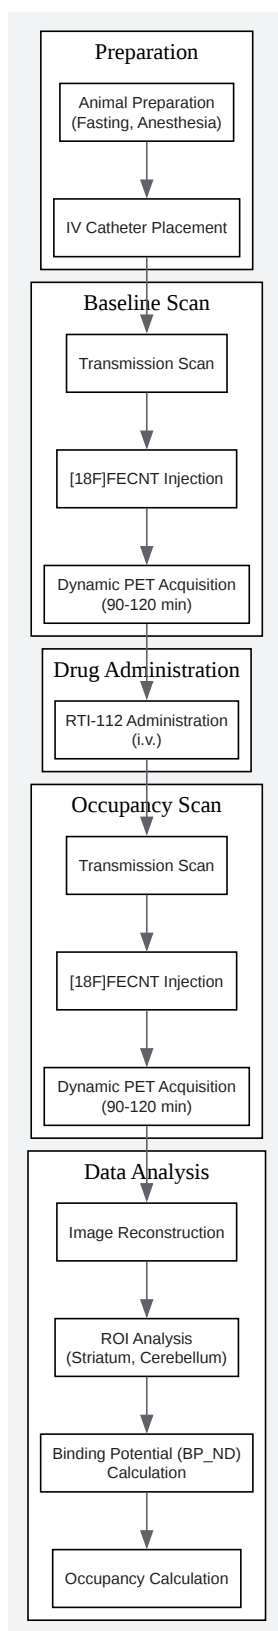 Preparation
Animal Preparation
(Fasting, Anesthesia)
IV Catheter Placement
Baseline Scan
Transmission Scan
[18F]FECNT Injection
Dynamic PET Acquisition
(90-120 min)
Drug Administration
RTI-112 Administration
(i.v.)
Occupancy Scan
Transmission Scan
[18F]FECNT Injection
Dynamic PET Acquisition
(90-120 min)
Data Analysis
Image Reconstruction
ROI Analysis
(Striatum, Cerebellum)
Binding Potential (BP_ND)
Calculation
Occupancy Calculation